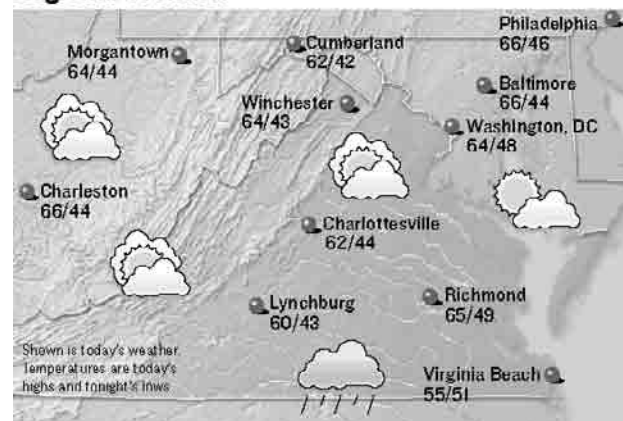 Philadelphia
66/46
Morgantown
64/44
Cumberland
62/42
Baltimore
66/44
Winchester
64/43
Washington, DC
64/48
Charleston
66/44
Charlottesville
62/44
Lynchburg
60/43
Richmond
65/49
Shown is today's weather.
Temperatures are today's
highs and tonight's lows
Virginia Beach
55/51